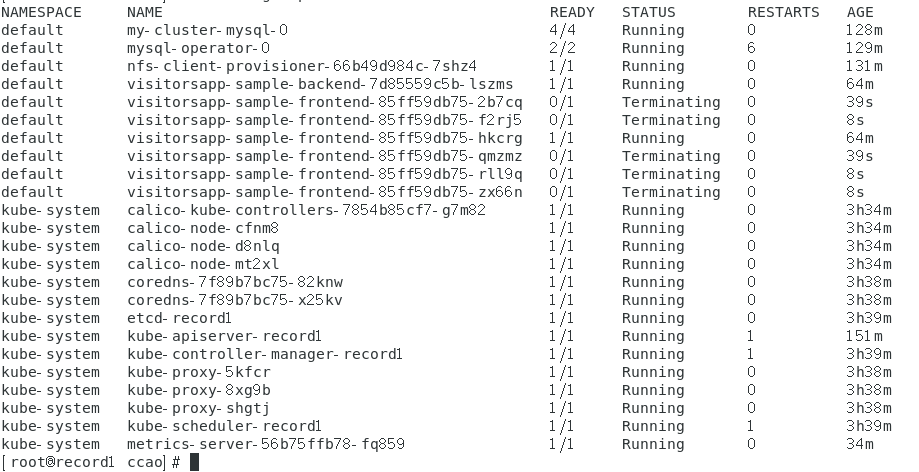 NAMESPACE NAME READY STATUS RESTARTS AGE
default my-cluster-mysql-0 4/4 Running 0 128m
default mysql-operator-0 2/2 Running 6 129m
default nfs-client-provisioner-66b49d984c-7shz4 1/1 Running 0 131m
default visitorsapp-sample-backend-7d85559c5b-lszms 1/1 Running 0 64m
default visitorsapp-sample-frontend-85ff59db75-2b7cq 0/1 Terminating 0 39s
default visitorsapp-sample-frontend-85ff59db75-f2rj5 0/1 Terminating 0 8s
default visitorsapp-sample-frontend-85ff59db75-hkcrg 1/1 Running 0 64m
default visitorsapp-sample-frontend-85ff59db75-qmzmz 0/1 Terminating 0 39s
default visitorsapp-sample-frontend-85ff59db75-rll9q 0/1 Terminating 0 8s
default visitorsapp-sample-frontend-85ff59db75-zx66n 0/1 Terminating 0 8s
kube-system calico-kube-controllers-7854b85cf7-g7m82 1/1 Running 0 3h34m
kube-system calico-node-cfnm8 1/1 Running 0 3h34m
kube-system calico-node-d8nlq 1/1 Running 0 3h34m
kube-system calico-node-mt2xl 1/1 Running 0 3h34m
kube-system coredns-7f89b7bc75-82knw 1/1 Running 0 3h38m
kube-system coredns-7f89b7bc75-x25kv 1/1 Running 0 3h38m
kube-system etcd-record1 1/1 Running 0 3h39m
kube-system kube-apiserver-record1 1/1 Running 1 151m
kube-system kube-controller-manager-record1 1/1 Running 1 3h39m
kube-system kube-proxy-5kfcr 1/1 Running 0 3h38m
kube-system kube-proxy-8xg9b 1/1 Running 0 3h38m
kube-system kube-proxy-shgtj 1/1 Running 0 3h38m
kube-system kube-scheduler-record1 1/1 Running 1 3h39m
kube-system metrics-server-56b75ffb78-fq859 1/1 Running 0 34m
[root@record1 ccao]#